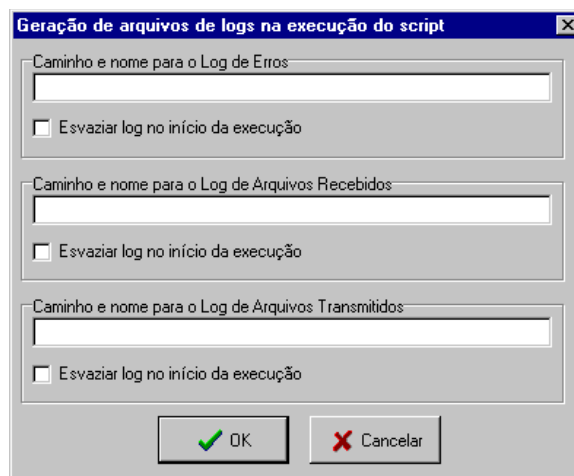 Geração de arquivos de logs na execução do script
Caminho e nome para o Log de Erros
Esvaziar log no início da execução
Caminho e nome para o Log de Arquivos Recebidos
Esvaziar log no início da execução
Caminho e nome para o Log de Arquivos Transmitidos
Esvaziar log no início da execução
OK Cancelar